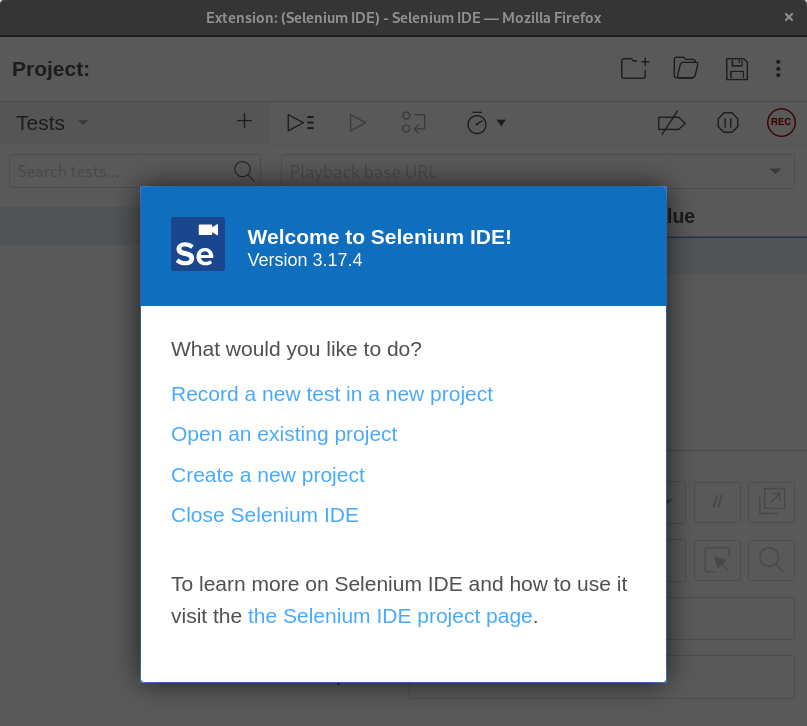 Extension: (Selenium IDE) - Selenium IDE — Mozilla Firefox ×
Project:
Tests
REC
Search tests...
Playback base URL
lue
Se
Welcome to Selenium IDE!
Version 3.17.4
What would you like to do?
Record a new test in a new project
Open an existing project
Create a new project
Close Selenium IDE
//
To learn more on Selenium IDE and how to use it
visit the the Selenium IDE project page.